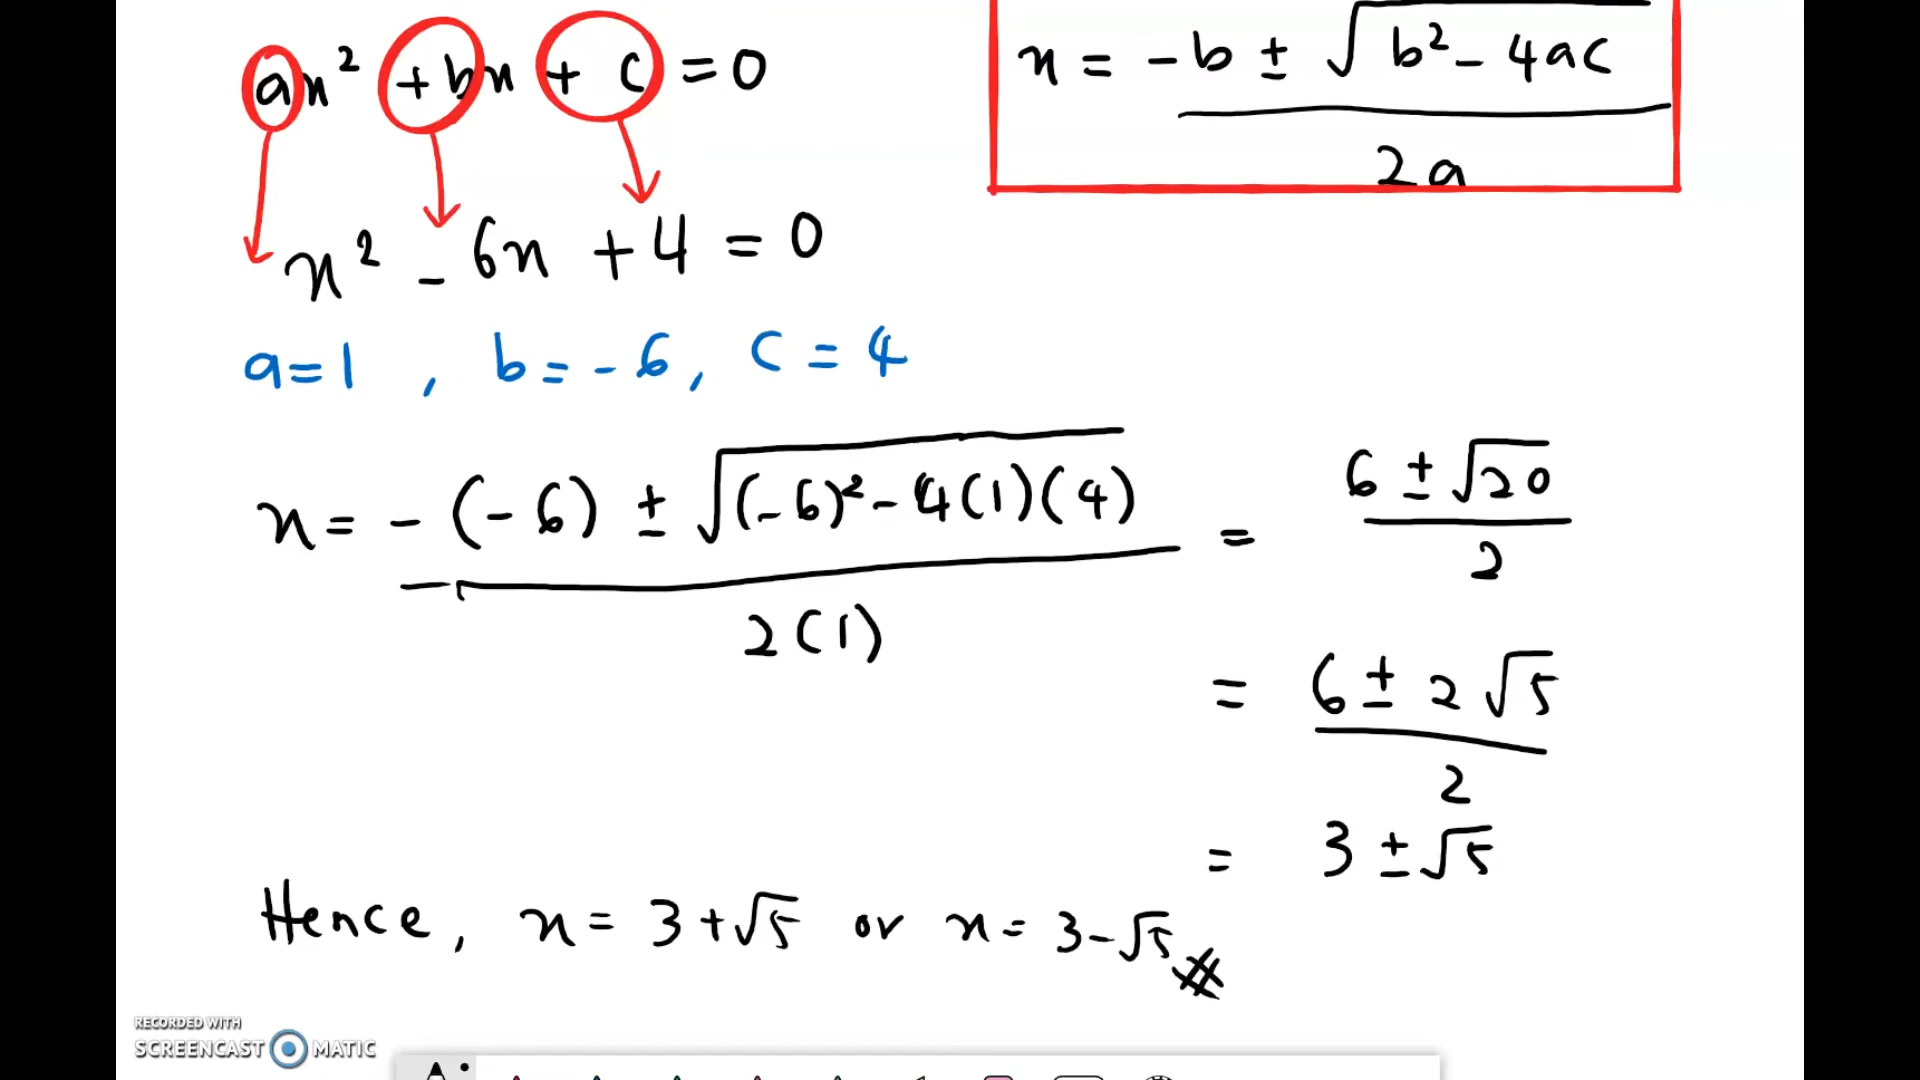 ax² + bx + c = 0
x = -b ± √(b² - 4ac) / 2a
x² - 6x + 4 = 0
a=1 , b = -6 , c = 4
x = -(-6) ± √((-6)² - 4(1)(4)) / 2(1) = 6 ± √20 / 2
= 6 ± 2√5 / 2
= 3 ± √5
Hence, x = 3 + √5 or x = 3 - √5 #
RECORDED WITH
SCREENCAST MATIC